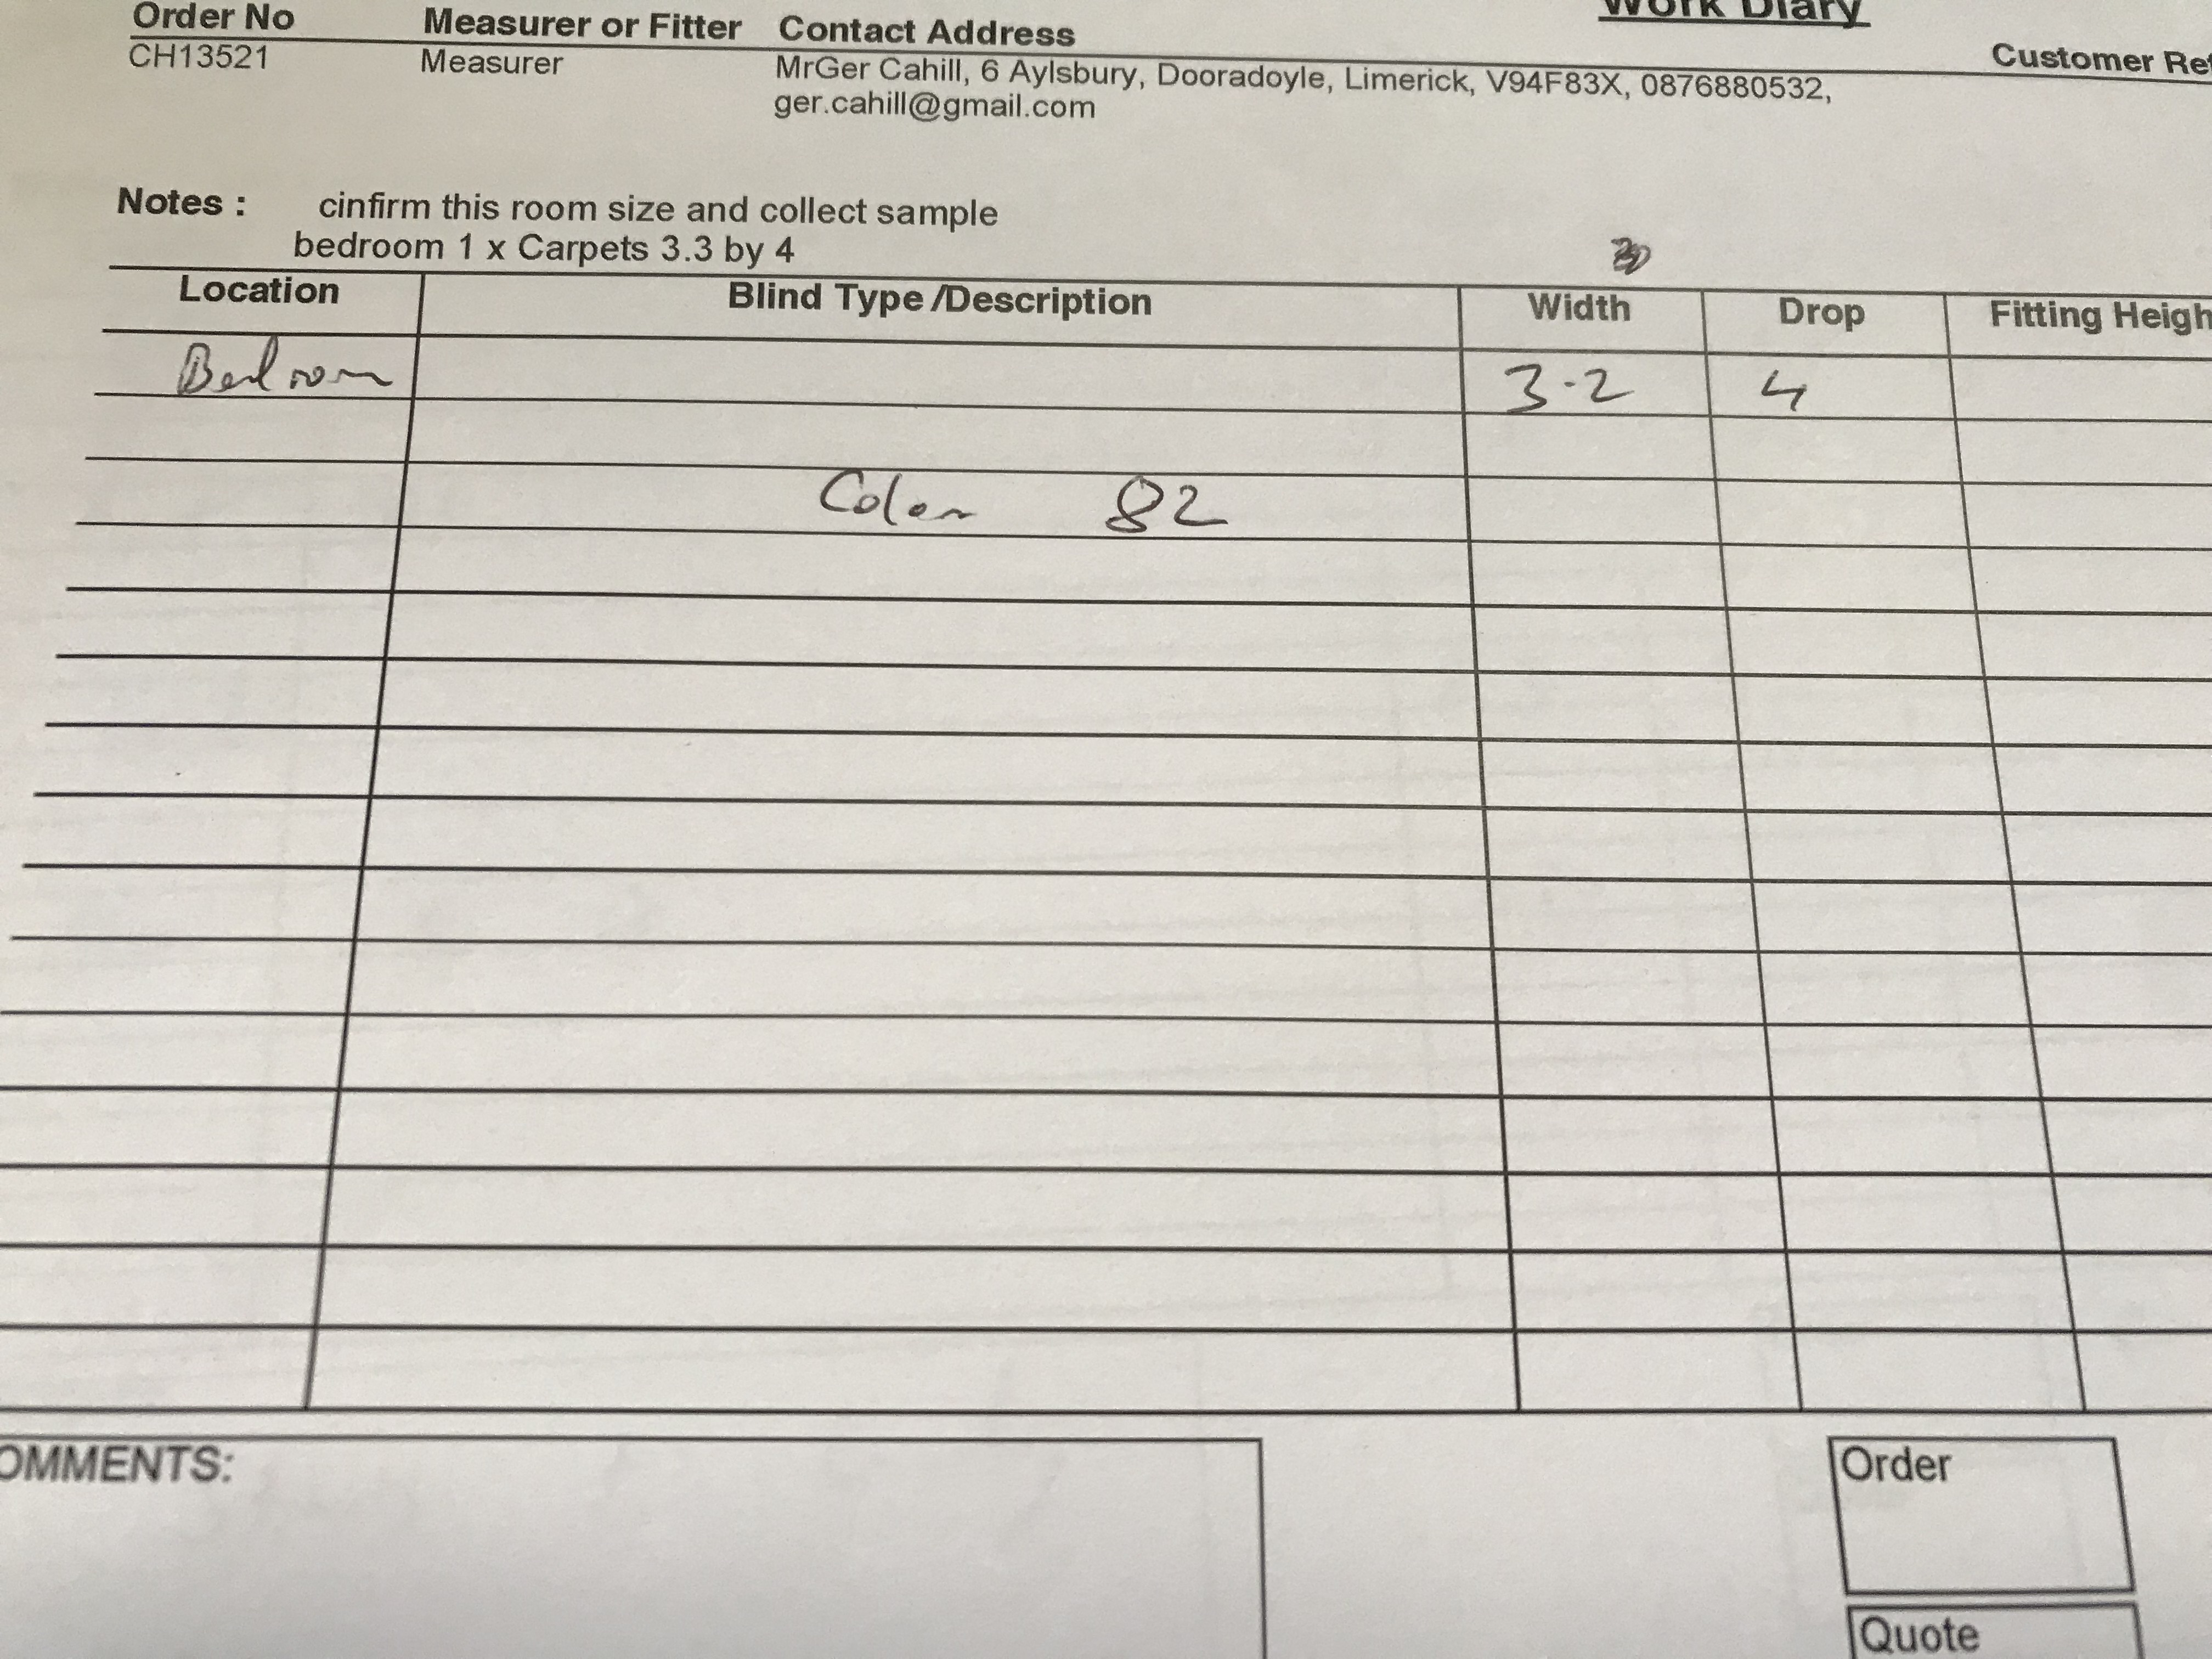 Work Diary
Order No Measurer or Fitter Contact Address Customer Ref
CH13521 Measurer MrGer Cahill, 6 Aylsbury, Dooradoyle, Limerick, V94F83X, 0876880532,
ger.cahill@gmail.com
Notes : cinfirm this room size and collect sample
bedroom 1 x Carpets 3.3 by 4
Location Blind Type /Description Width Drop Fitting Heigh
Bedroom 3.2 4
Color 82
OMMENTS:
Order
Quote